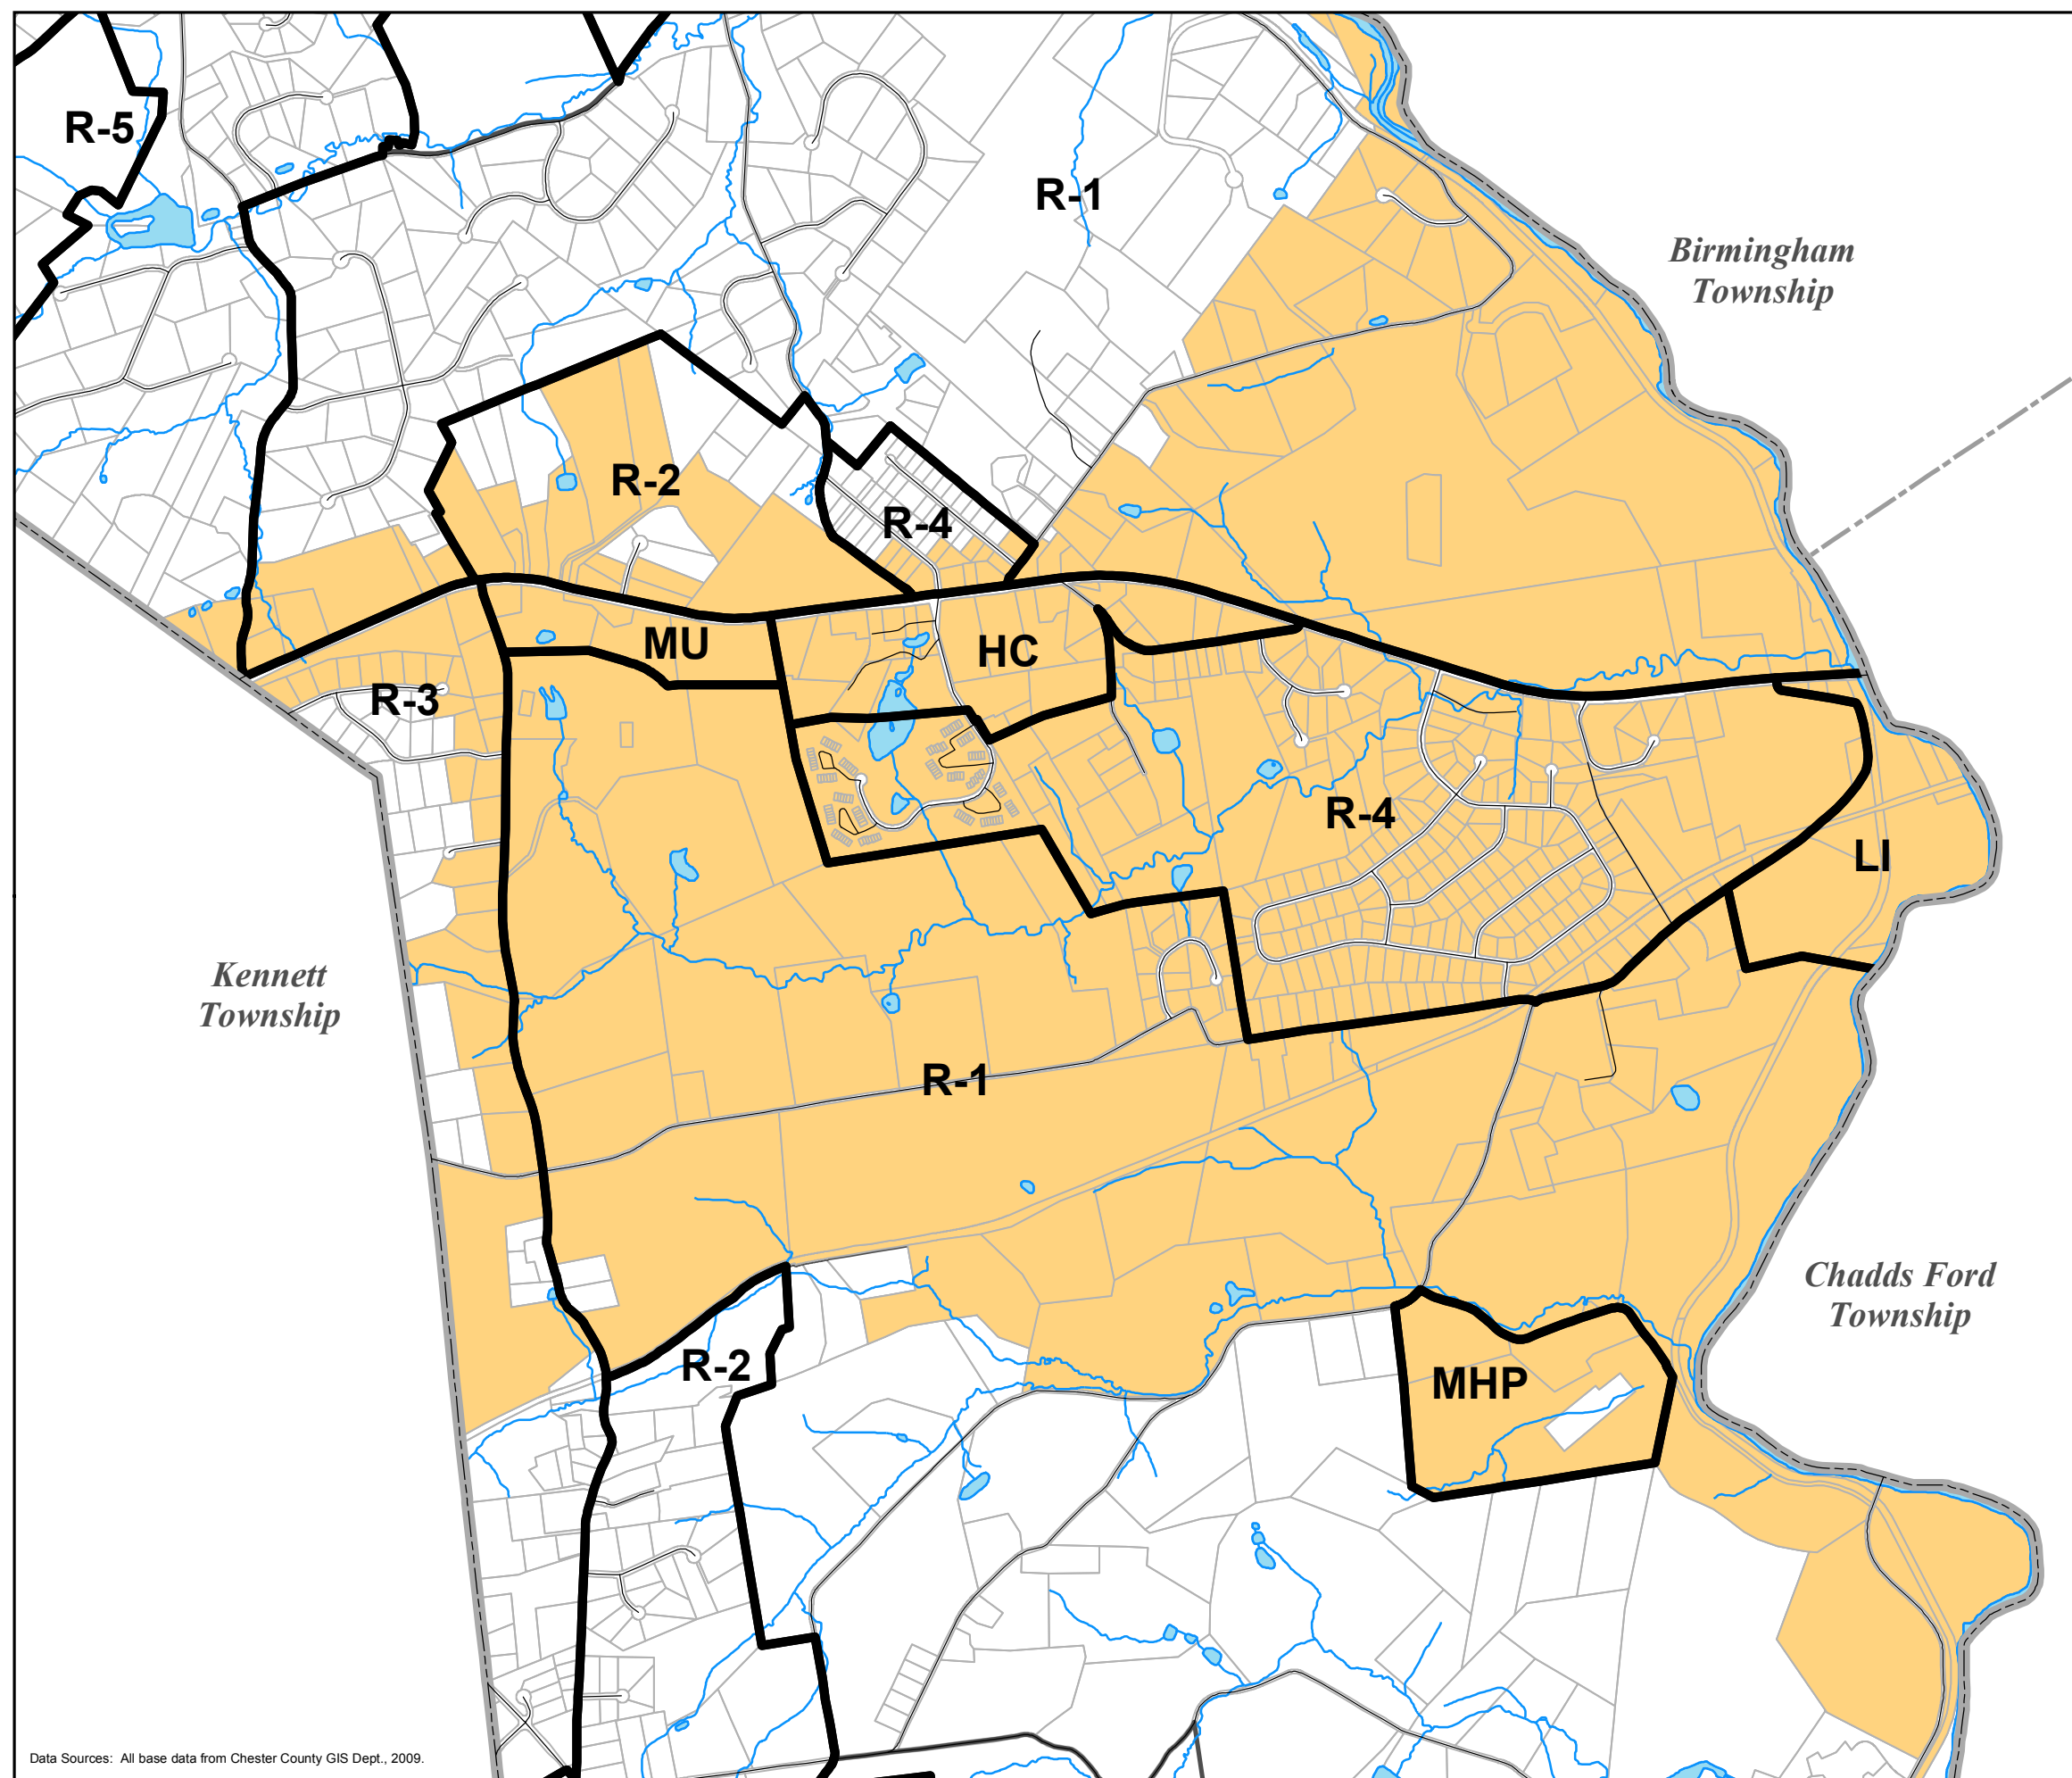 R-5
R-1
Birmingham
Township
R-2
R-4
MU
HC
R-3
R-4
LI
Kennett
Township
R-1
Chadds Ford
Township
R-2
MHP
Data Sources: All base data from Chester County GIS Dept., 2009.